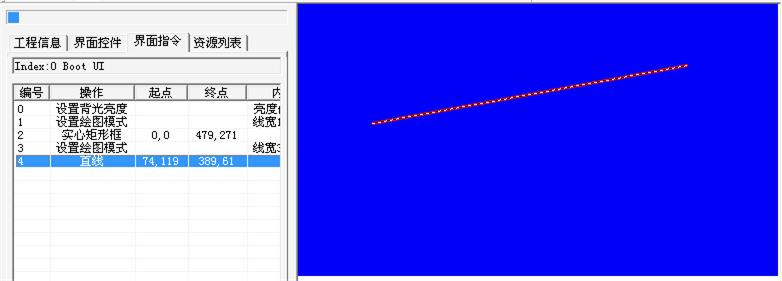 工程信息 界面控件 界面指令 资源列表
Index:0 Boot UI
编号 操作 起点 终点 内
0 设置背光亮度 亮度
1 设置绘图模式 线宽1
2 实心矩形框 0,0 479,271
3 设置绘图模式 线宽3
4 直线 74,119 389,61